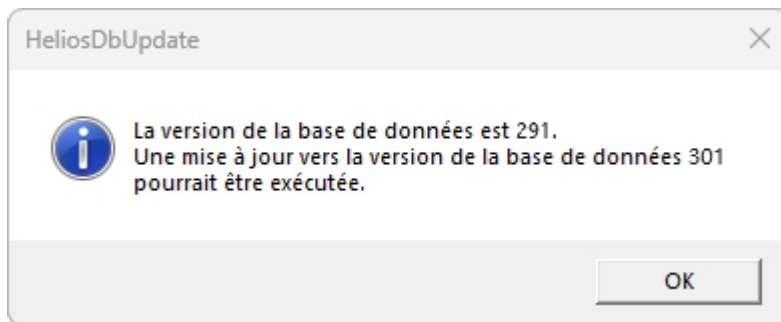 HeliosDbUpdate
La version de la base de données est 291.
Une mise à jour vers la version de la base de données 301
pourrait être exécutée.
OK